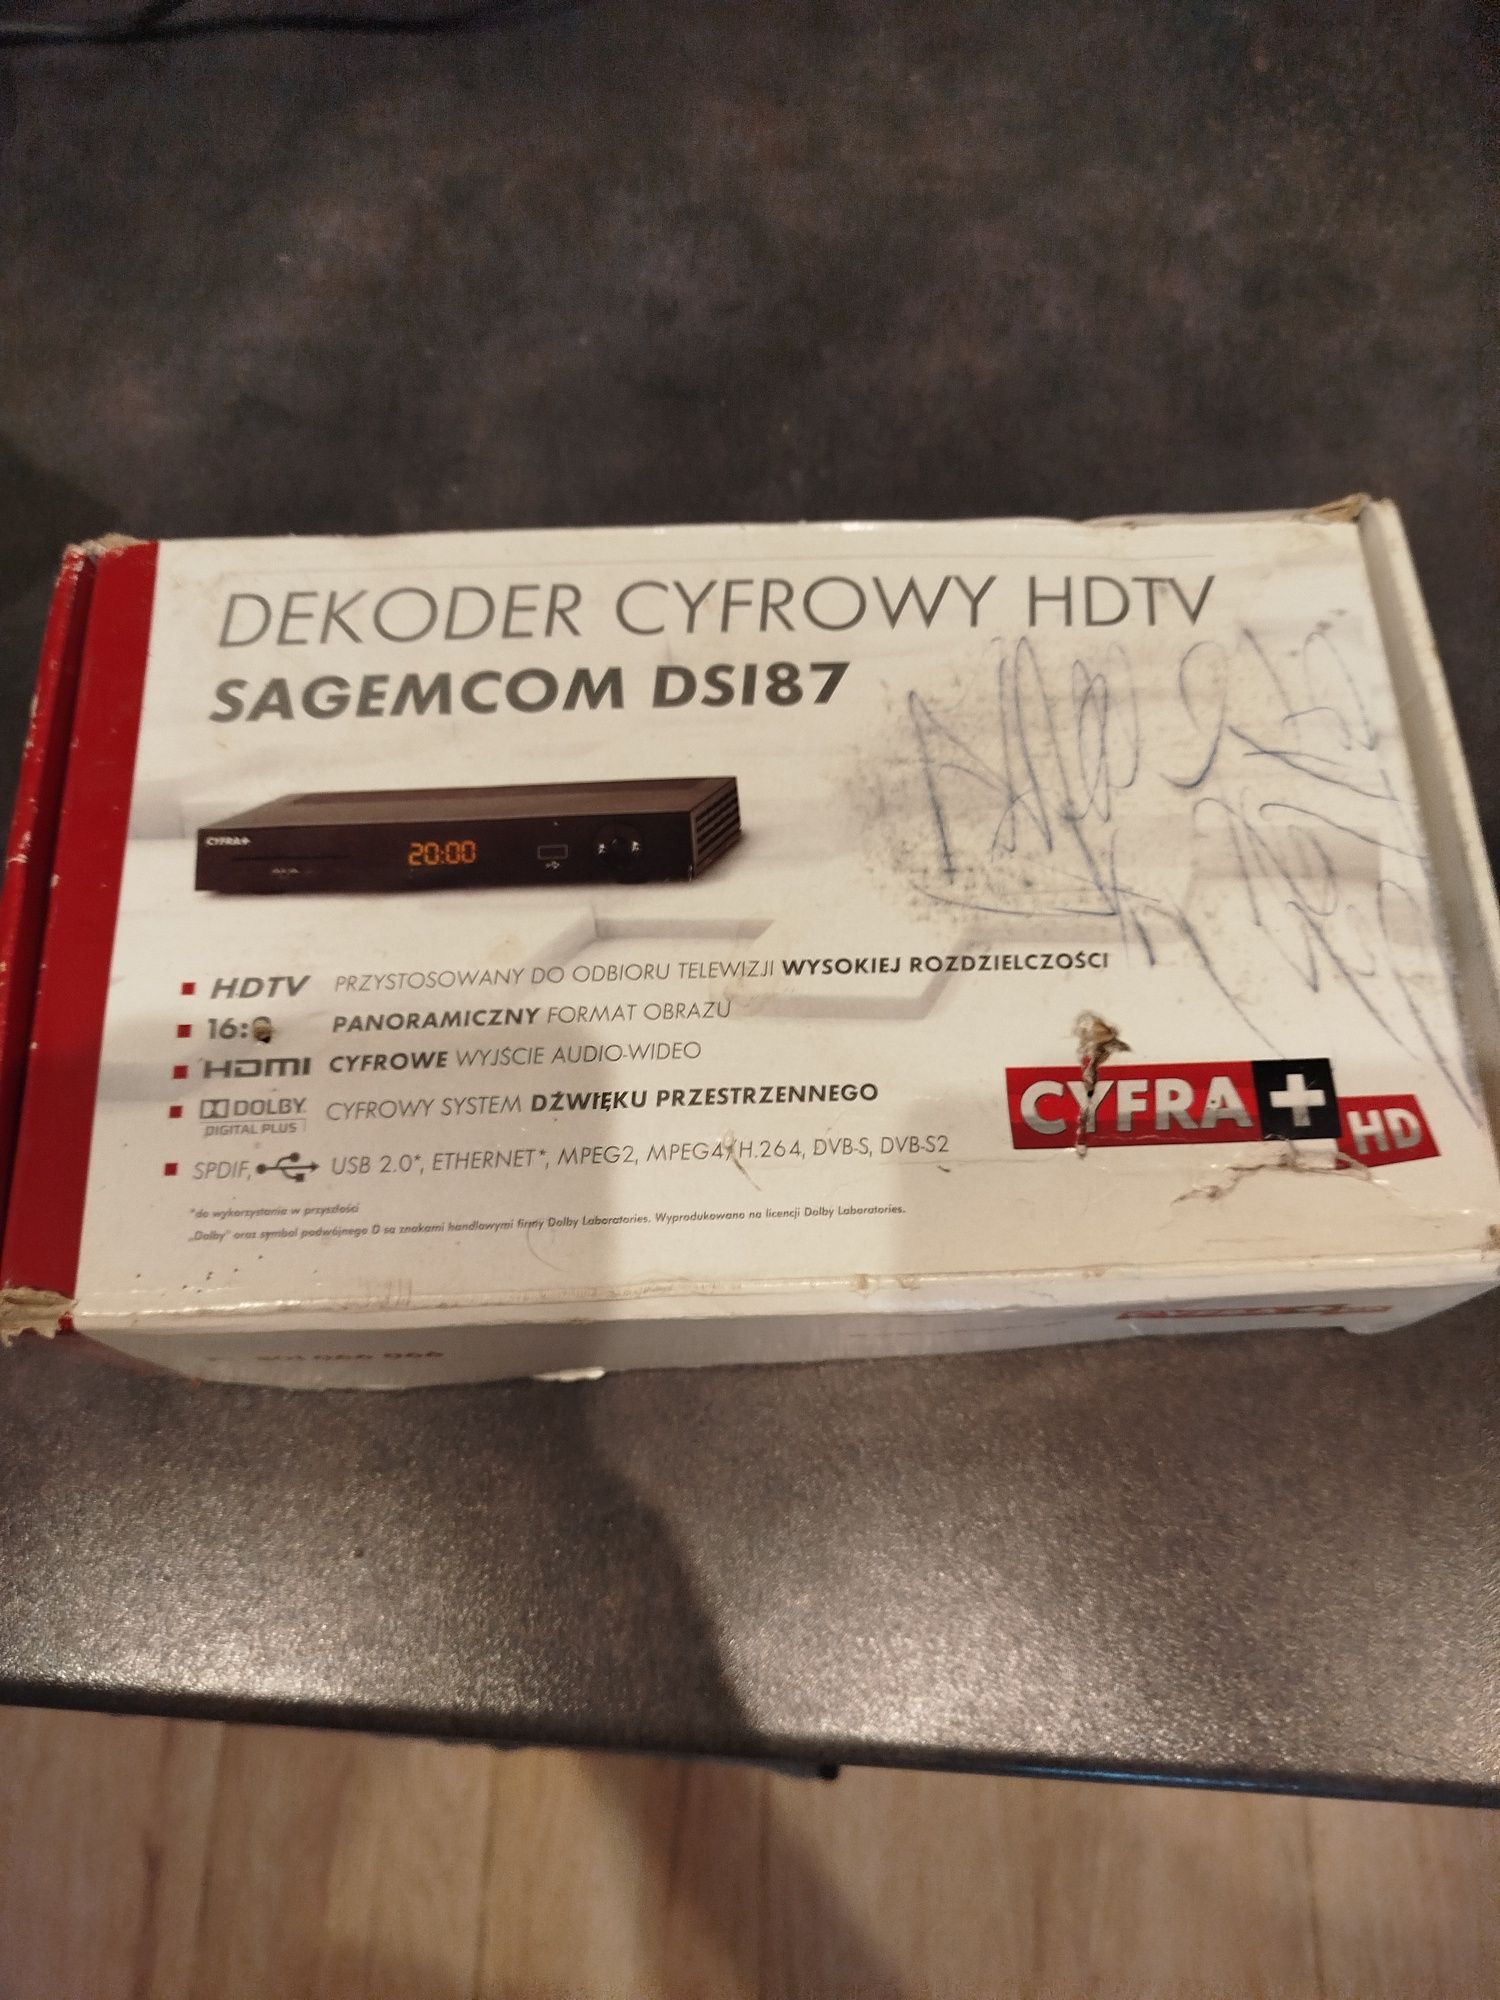 DEKODER CYFROWY HDTV
SAGEMCOM DSI87
CYFRA+
20:00
HDTV PRZYSTOSOWANY DO ODBIORU TELEWIZJI WYSOKIEJ ROZDZIELCZOŚCI
16: PANORAMICZNY FORMAT OBRAZU
HDMI CYFROWE WYJŚCIE AUDIO-WIDEO
DOLBY CYFROWY SYSTEM DŹWIĘKU PRZESTRZENNEGO
DIGITAL PLUS
SPDIF, USB 2.0*, ETHERNET*, MPEG2, MPEG4/H.264, DVB-S, DVB-S2
CYFRA+ HD
*do wykorzystania w przyszłości
„Dolby" oraz symbol podwójnego D są znakami handlowymi firmy Dolby Laboratories. Wyprodukowano na licencji Dolby Laboratories.